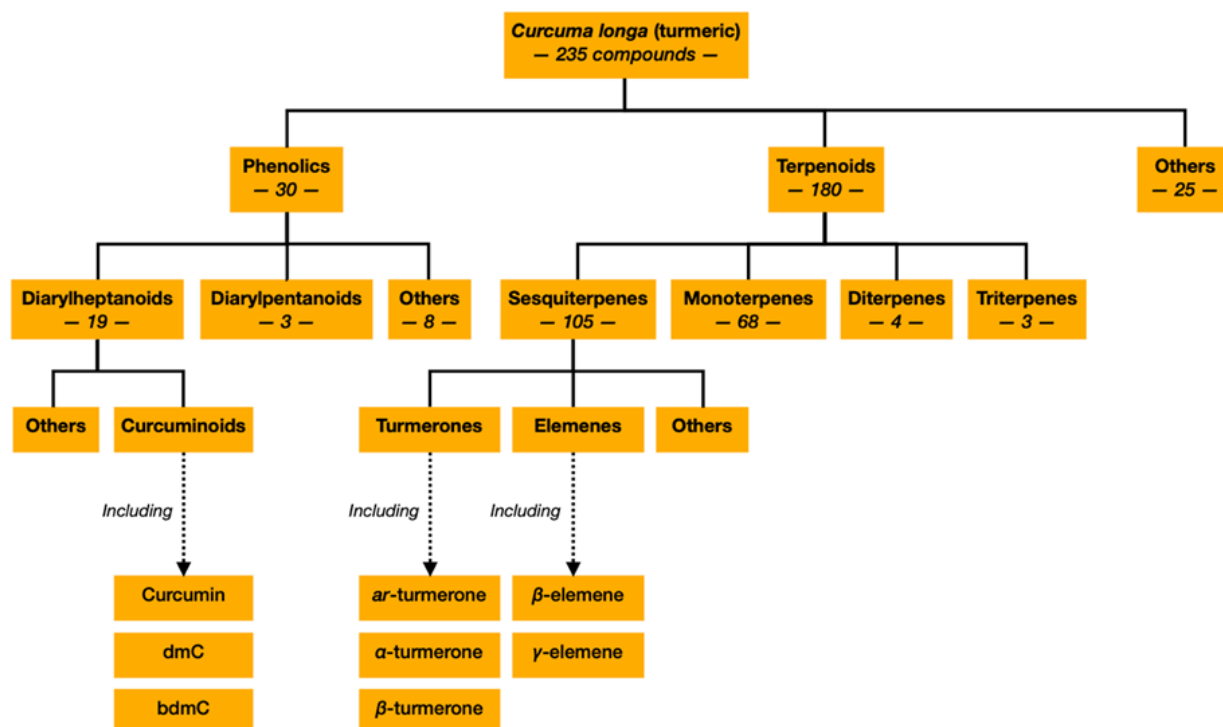 Curcuma longa (turmeric)
— 235 compounds —
Phenolics
— 30 —
Terpenoids
— 180 —
Others
— 25 —
Diarylheptanoids
— 19 —
Diarylpentanoids
— 3 —
Others
— 8 —
Sesquiterpenes
— 105 —
Monoterpenes
— 68 —
Diterpenes
— 4 —
Triterpenes
— 3 —
Others
Curcuminoids
Turmerones
Elemenes
Others
Including
Including
Including
Curcumin
dmC
bdmC
ar-turmerone
α-turmerone
β-turmerone
β-elemene
γ-elemene